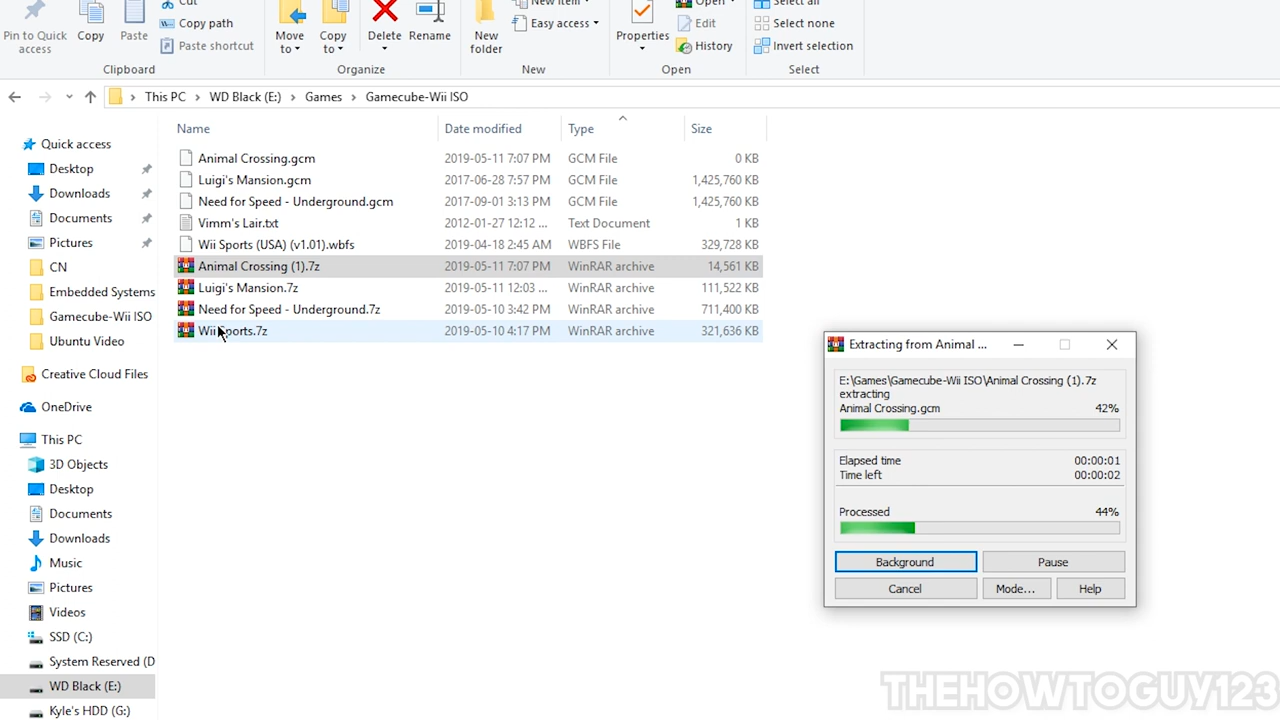 Cut
New item
Open
Select all
Pin to Quick access
Copy
Paste
Copy path
Paste shortcut
Move to
Copy to
Delete
Rename
New folder
Easy access
Properties
Edit
History
Select none
Invert selection
Clipboard
Organize
New
Open
Select
This PC > WD Black (E:) > Games > Gamecube-Wii ISO
Name Date modified Type Size
Animal Crossing.gcm 2019-05-11 7:07 PM GCM File 0 KB
Luigi's Mansion.gcm 2017-06-28 7:57 PM GCM File 1,425,760 KB
Need for Speed - Underground.gcm 2017-09-01 3:13 PM GCM File 1,425,760 KB
Vimm's Lair.txt 2012-01-27 12:12 ... Text Document 1 KB
Wii Sports (USA) (v1.01).wbfs 2019-04-18 2:45 AM WBFS File 329,728 KB
Animal Crossing (1).7z 2019-05-11 7:07 PM WinRAR archive 14,561 KB
Luigi's Mansion.7z 2019-05-11 12:03 ... WinRAR archive 111,522 KB
Need for Speed - Underground.7z 2019-05-10 3:42 PM WinRAR archive 711,400 KB
Wii Sports.7z 2019-05-10 4:17 PM WinRAR archive 321,636 KB
Quick access
Desktop
Downloads
Documents
Pictures
CN
Embedded Systems
Gamecube-Wii ISO
Ubuntu Video
Creative Cloud Files
OneDrive
This PC
3D Objects
Desktop
Documents
Downloads
Music
Pictures
Videos
SSD (C:)
System Reserved (D
WD Black (E:)
Kyle's HDD (G:)
Extracting from Animal ...
E:\Games\Gamecube-Wii ISO\Animal Crossing (1).7z
extracting
Animal Crossing.gcm 42%
Elapsed time 00:00:01
Time left 00:00:02
Processed 44%
Background Pause
Cancel Mode... Help
THEHOWTOGUY123